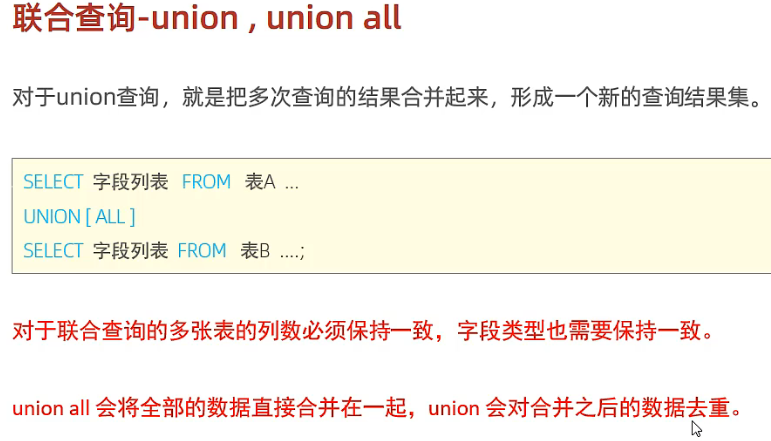 联合查询-union , union all
对于union查询，就是把多次查询的结果合并起来，形成一个新的查询结果集。
SELECT 字段列表 FROM 表A ...
UNION [ ALL ]
SELECT 字段列表 FROM 表B ....;
对于联合查询的多张表的列数必须保持一致，字段类型也需要保持一致。
union all 会将全部的数据直接合并在一起，union 会对合并之后的数据去重。